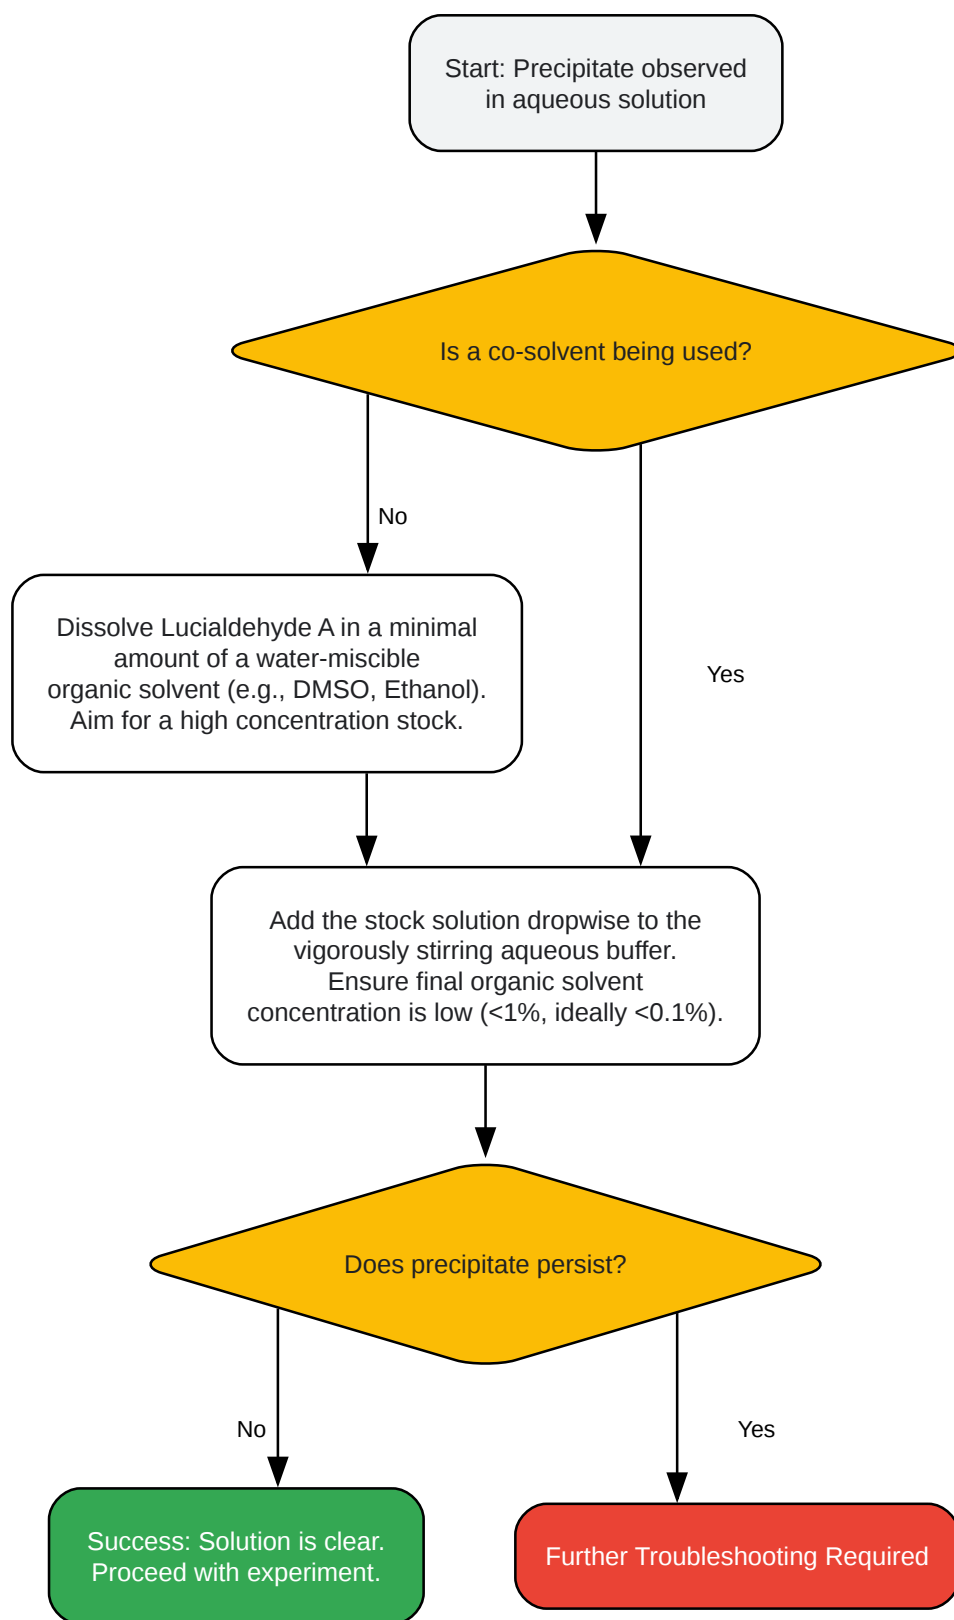 Start: Precipitate observed
in aqueous solution
Is a co-solvent being used?
No
Dissolve Lucialdehyde A in a minimal
amount of a water-miscible
organic solvent (e.g., DMSO, Ethanol).
Aim for a high concentration stock.
Yes
Add the stock solution dropwise to the
vigorously stirring aqueous buffer.
Ensure final organic solvent
concentration is low (<1%, ideally <0.1%).
Does precipitate persist?
No
Yes
Success: Solution is clear.
Proceed with experiment.
Further Troubleshooting Required